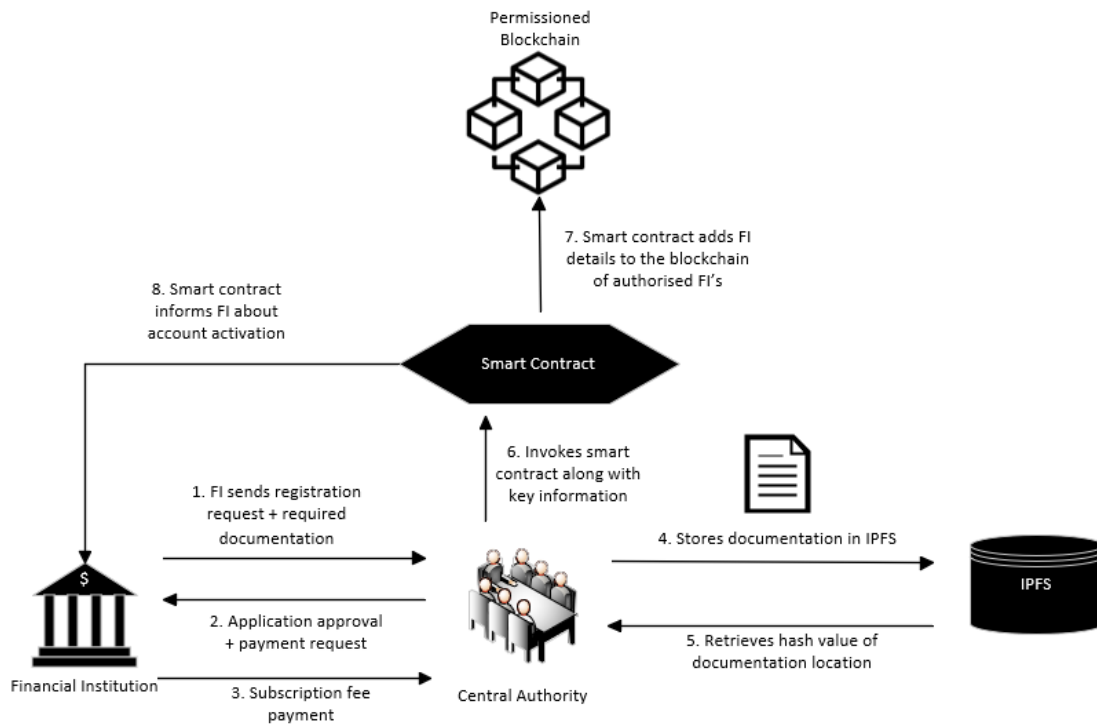 Permissioned
Blockchain
7. Smart contract adds FI
details to the blockchain
of authorised FI's
8. Smart contract
informs FI about
account activation
Smart Contract
6. Invokes smart
contract along with
key information
1. FI sends registration
request + required
documentation
4. Stores documentation in IPFS
$
IPFS
2. Application approval
+ payment request
5. Retrieves hash value of
documentation location
Financial Institution
3. Subscription fee
payment
Central Authority